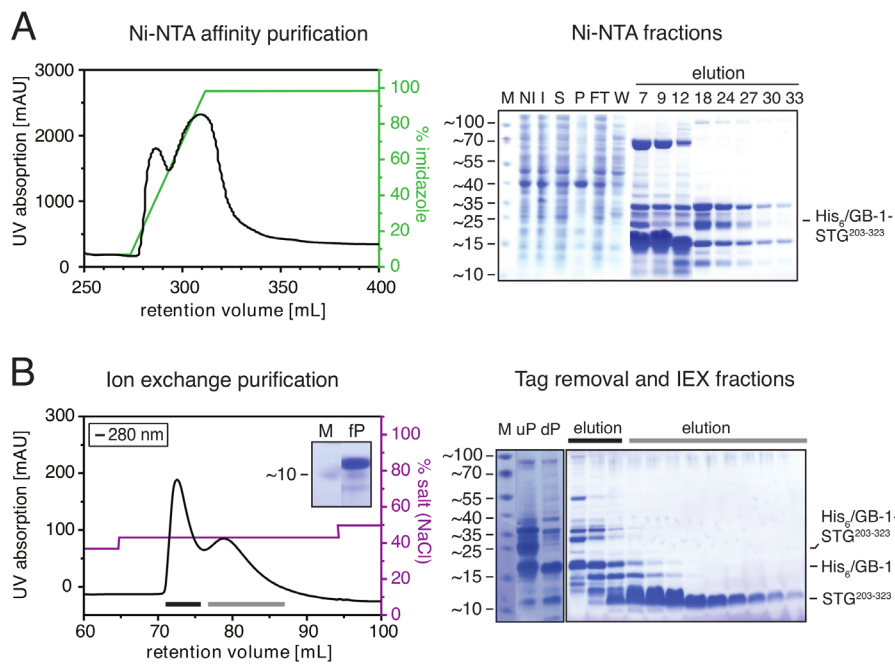 A
Ni-NTA affinity purification
UV absoprtion [mAU]
3000
2000
1000
0
250 300 350 400
retention volume [mL]
100
80
60
40
20
0
% imidazole
Ni-NTA fractions
elution
M NI I S P FT W 7 9 12 18 24 27 30 33
~100
~70
~55
~40
~35
~25
~15
~10
His6/GB-1-
STG203-323
B
Ion exchange purification
UV absorption [mAU]
300
200
100
0
60 70 80 90 100
retention volume [mL]
280 nm
M fP
~10
100
80
60
40
20
0
% salt (NaCl)
Tag removal and IEX fractions
M uP dP elution elution
~100
~70
~55
~40
~35
~25
~15
~10
His6/GB-1-
STG203-323
His6/GB-1
STG203-323